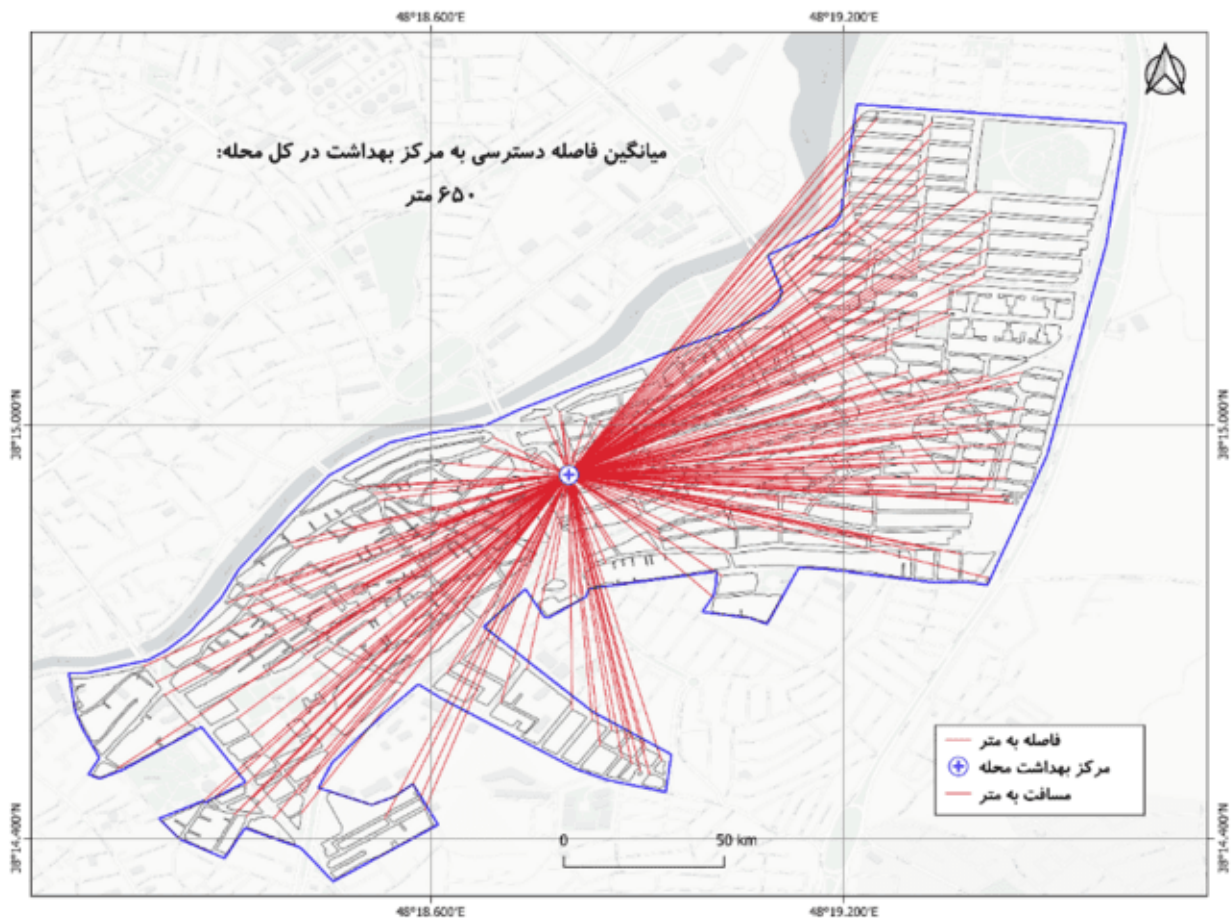 48°18.600'E
48°19.200'E
میانگین فاصله دسترسی به مرکز بهداشت در کل محله:
۶۵۰ متر
38°15.000'N
38°15.000'N
فاصله به متر
مرکز بهداشت محله
مسافت به متر
0
50 km
38°14.400'N
38°14.400'N
48°18.600'E
48°19.200'E